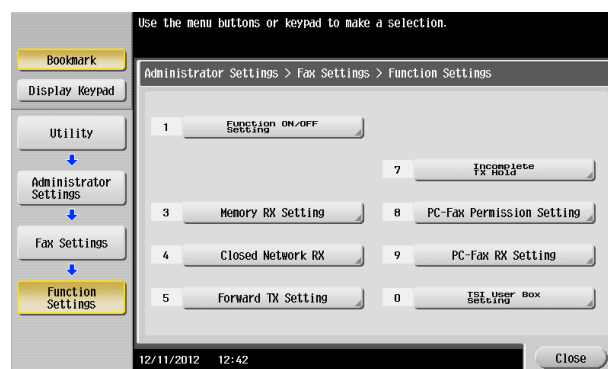 Use the menu buttons or keypad to make a selection.
Bookmark
Display Keypad
Utility
Administrator
Settings
Fax Settings
Function
Settings
Administrator Settings > Fax Settings > Function Settings
1 Function ON/OFF
Setting
7 Incomplete
TX Hold
3 Memory RX Setting
8 PC-Fax Permission Setting
4 Closed Network RX
9 PC-Fax RX Setting
5 Forward TX Setting
0 TSI User Box
Setting
12/11/2012 12:42
Close